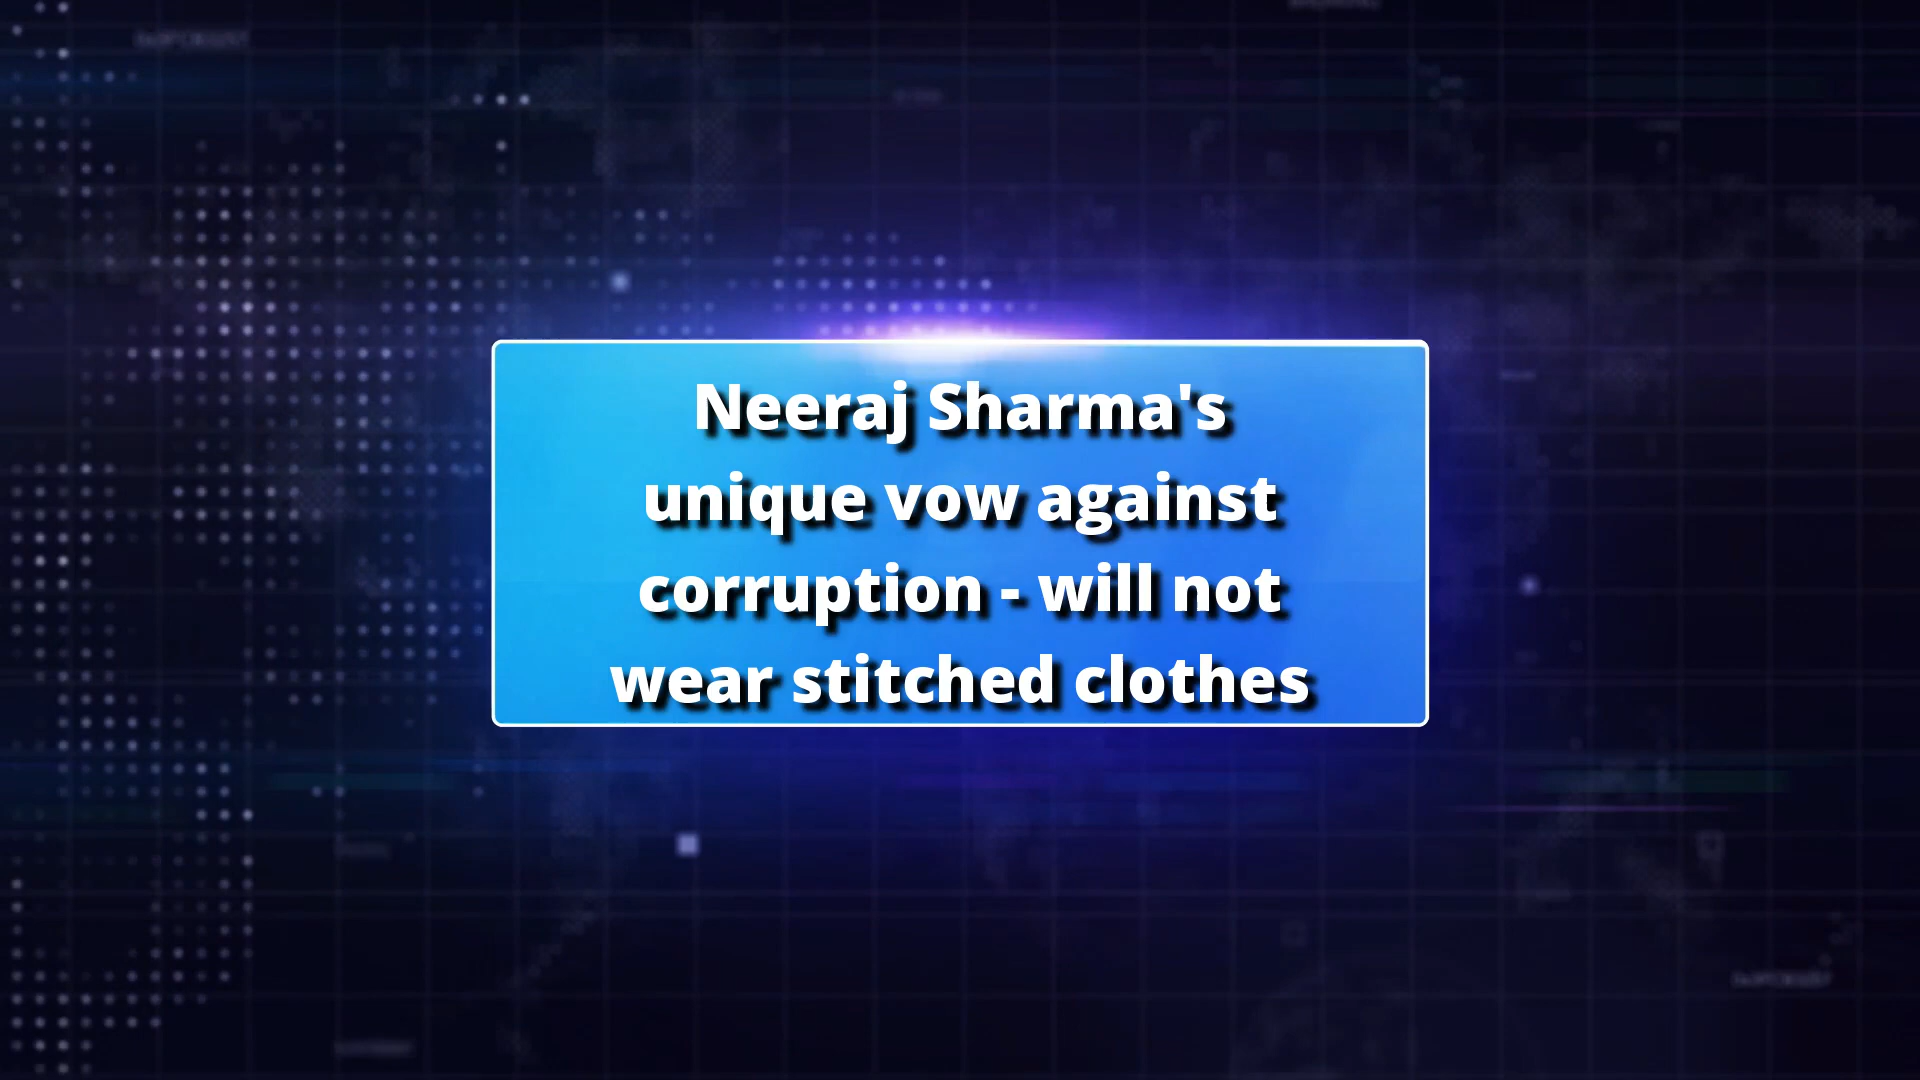 Neeraj Sharma's
unique vow against
corruption - will not
wear stitched clothes